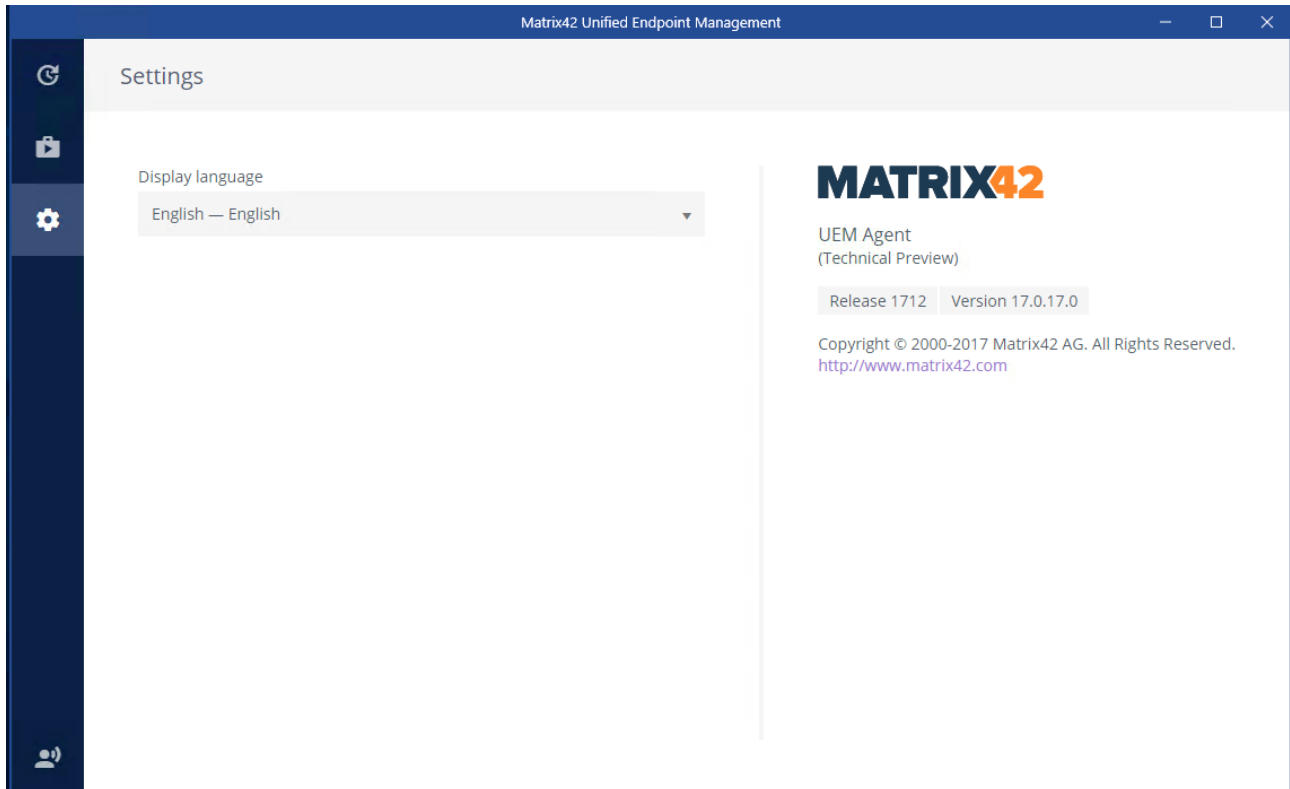 Matrix42 Unified Endpoint Management
Settings
Display language
English — English
MATRIX42
UEM Agent
(Technical Preview)
Release 1712 Version 17.0.17.0
Copyright © 2000-2017 Matrix42 AG. All Rights Reserved.
http://www.matrix42.com